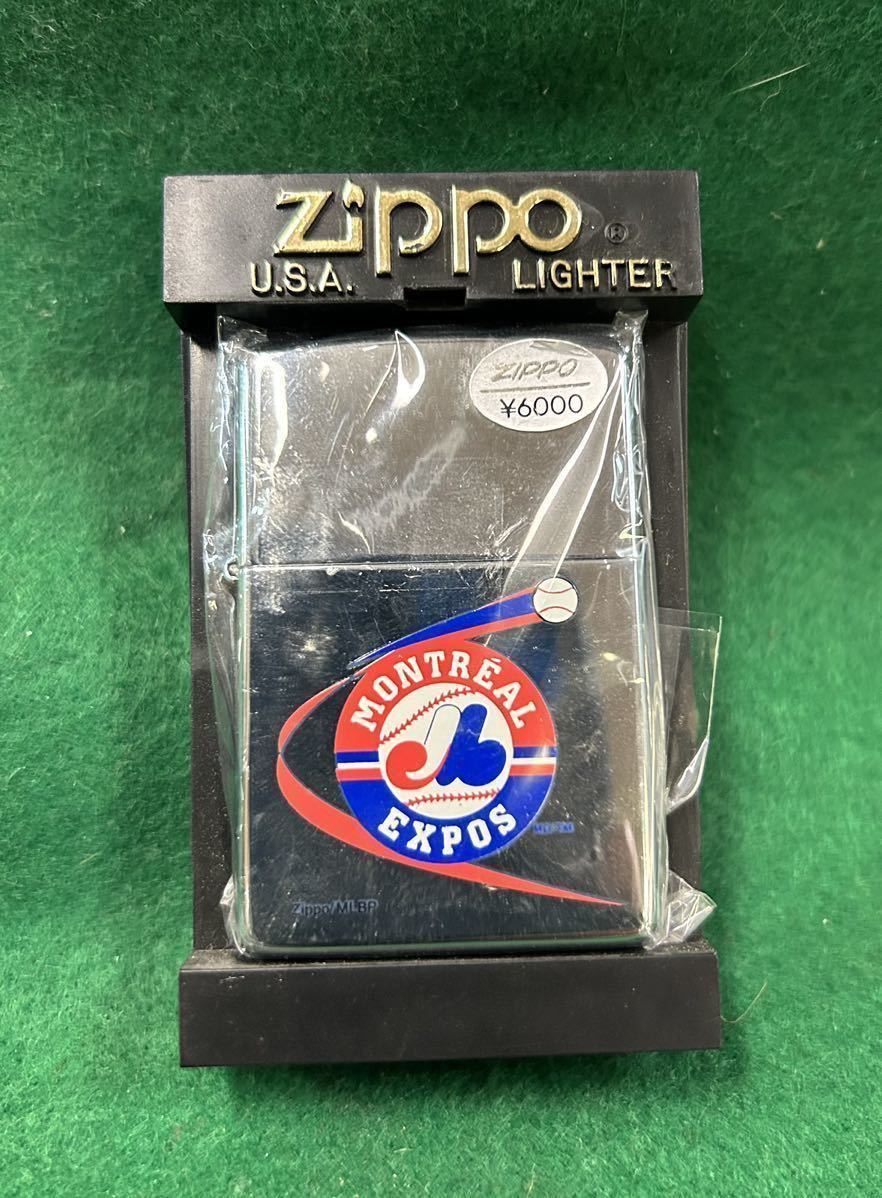 zippo ®
U.S.A. LIGHTER
ZIPPO
¥6000
MONTRÉAL
EXPOS
Zippo/MLBP